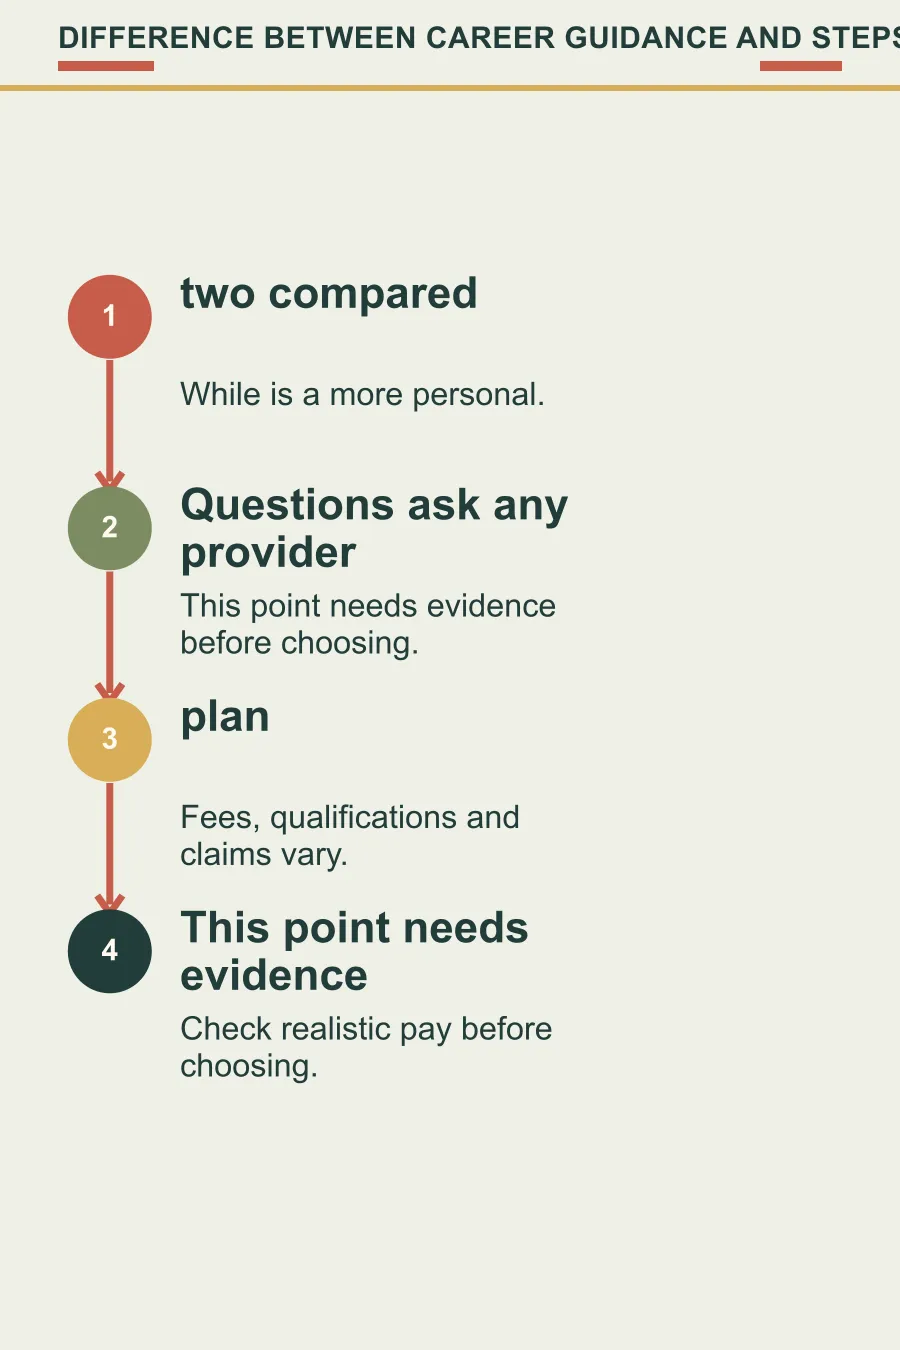 DIFFERENCE BETWEEN CAREER GUIDANCE AND STEPS
1
two compared
While is a more personal.
2
Questions ask any
provider
This point needs evidence
before choosing.
3
plan
Fees, qualifications and
claims vary.
4
This point needs
evidence
Check realistic pay before
choosing.